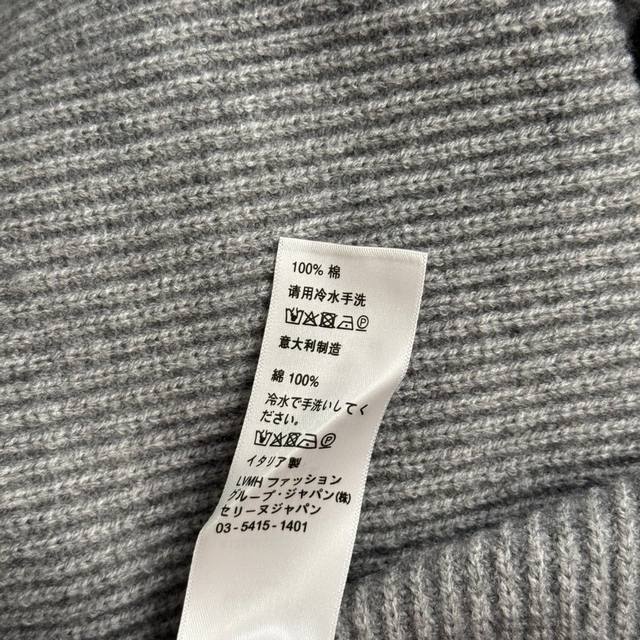 100% 棉
请用冷水手洗
意大利制造
綿 100%
冷水で手洗いしてく
ださい。
イタリア製
LVMH ファッション
グループ・ジャパン(株)
セリーヌジャパン
03-5415-1401